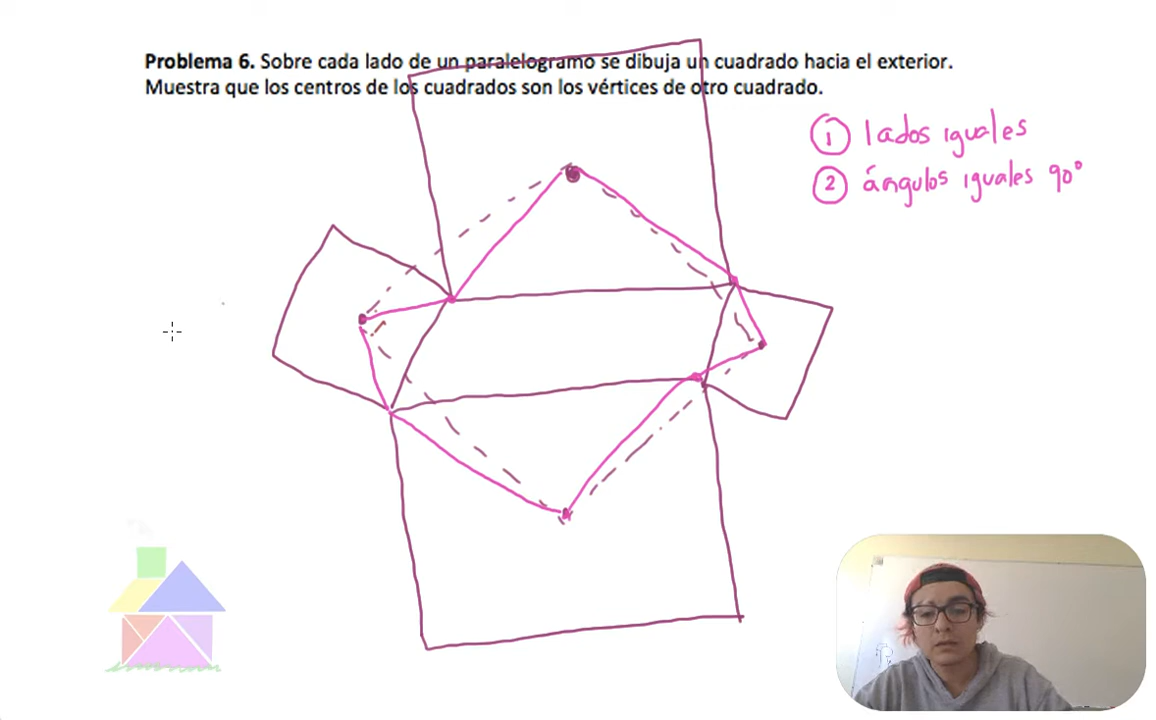 Problema 6. Sobre cada lado de un paralelogramo se dibuja un cuadrado hacia el exterior.
Muestra que los centros de los cuadrados son los vértices de otro cuadrado.
1 lados iguales
2 ángulos iguales 90°